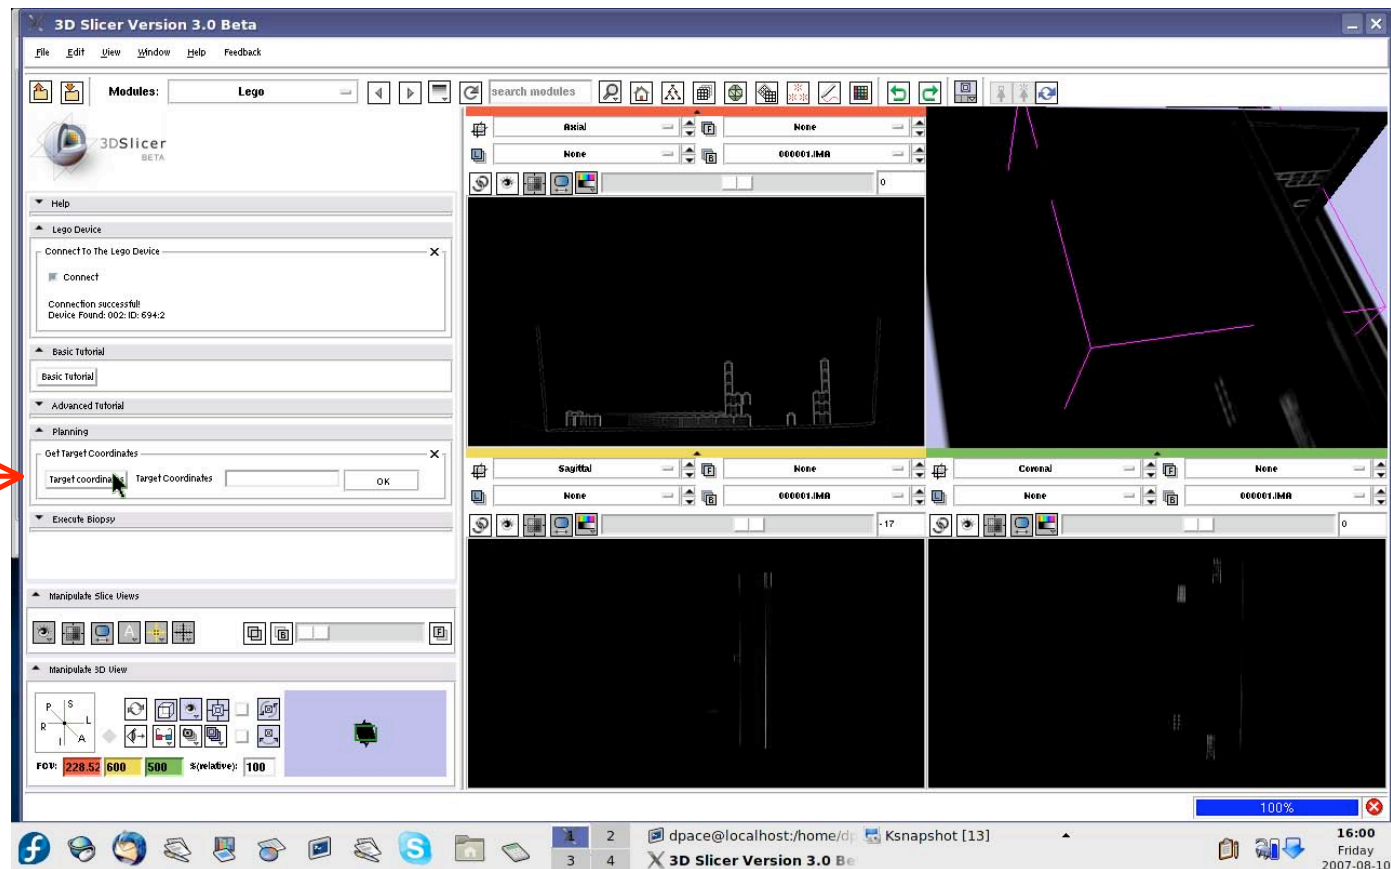 3D Slicer Version 3.0 Beta
File Edit View Window Help Feedback
Modules: Lego search modules
3DSlicer
BETA
Help
Lego Device
Connect To The Lego Device
Connect
Connection successful!
Device Found: 002: ID: 694:2
Basic Tutorial
Basic Tutorial
Advanced Tutorial
Planning
Get Target Coordinates
Target coordinates Target Coordinates OK
Execute Biopsy
Manipulate Slice Views
A B F
Manipulate 3D View
P S
R L
I A
FOV: 228.52 600 500 %(relative): 100
Axial F None
L None B 000001.IMA
0
Sagittal F None
L None B 000001.IMA
-17
Coronal F None
L None B 000001.IMA
0
100%
1 2
3 4
dpace@localhost:/home/dp
3D Slicer Version 3.0 Be
Ksnapshot [13]
16:00
Friday
2007-08-10